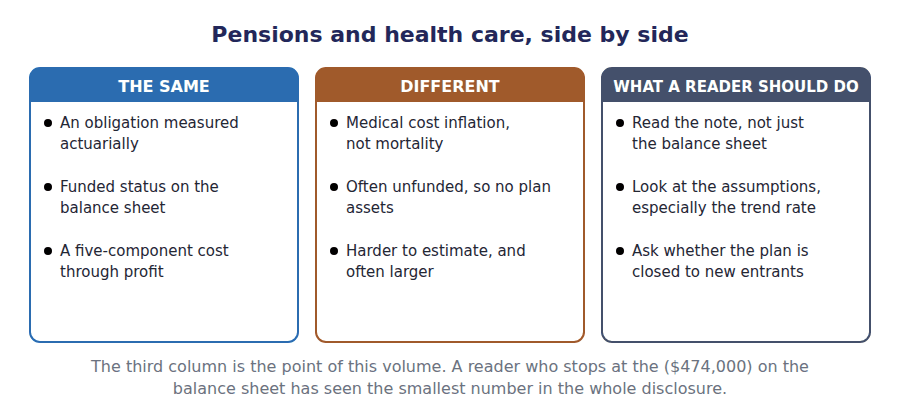 Pensions and health care, side by side
THE SAME
An obligation measured
actuarially
Funded status on the
balance sheet
A five-component cost
through profit
DIFFERENT
Medical cost inflation,
not mortality
Often unfunded, so no plan
assets
Harder to estimate, and
often larger
WHAT A READER SHOULD DO
Read the note, not just
the balance sheet
Look at the assumptions,
especially the trend rate
Ask whether the plan is
closed to new entrants
The third column is the point of this volume. A reader who stops at the ($474,000) on the
balance sheet has seen the smallest number in the whole disclosure.